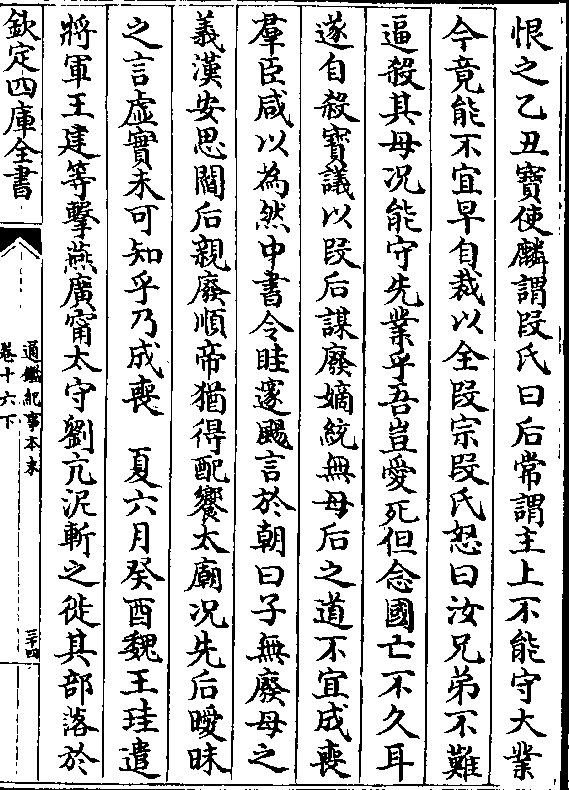 恨之乙丑寶使麟謂段氏曰后常謂主上不能守大業
今竟能不宜早自裁以全段宗段氏怒曰汝兄弟不難
逼殺其母况能守先業乎吾豈愛死但念國亡不久耳
遂自殺寶議以段后謀廢嫡統無母后之道不宜成喪
羣臣咸以為然中書令眭邃颺言於朝曰子無廢母之
義漢安思閻后親廢順帝猶得配饗太廟况先后曖昧
之言虚實未可知乎乃成喪　夏六月癸酉魏王珪遣
將軍王建等擊燕廣甯太守劉亢泥斬之徙其部落於
欽定四庫全書
通鑑紀事本末
卷十六下
三十四